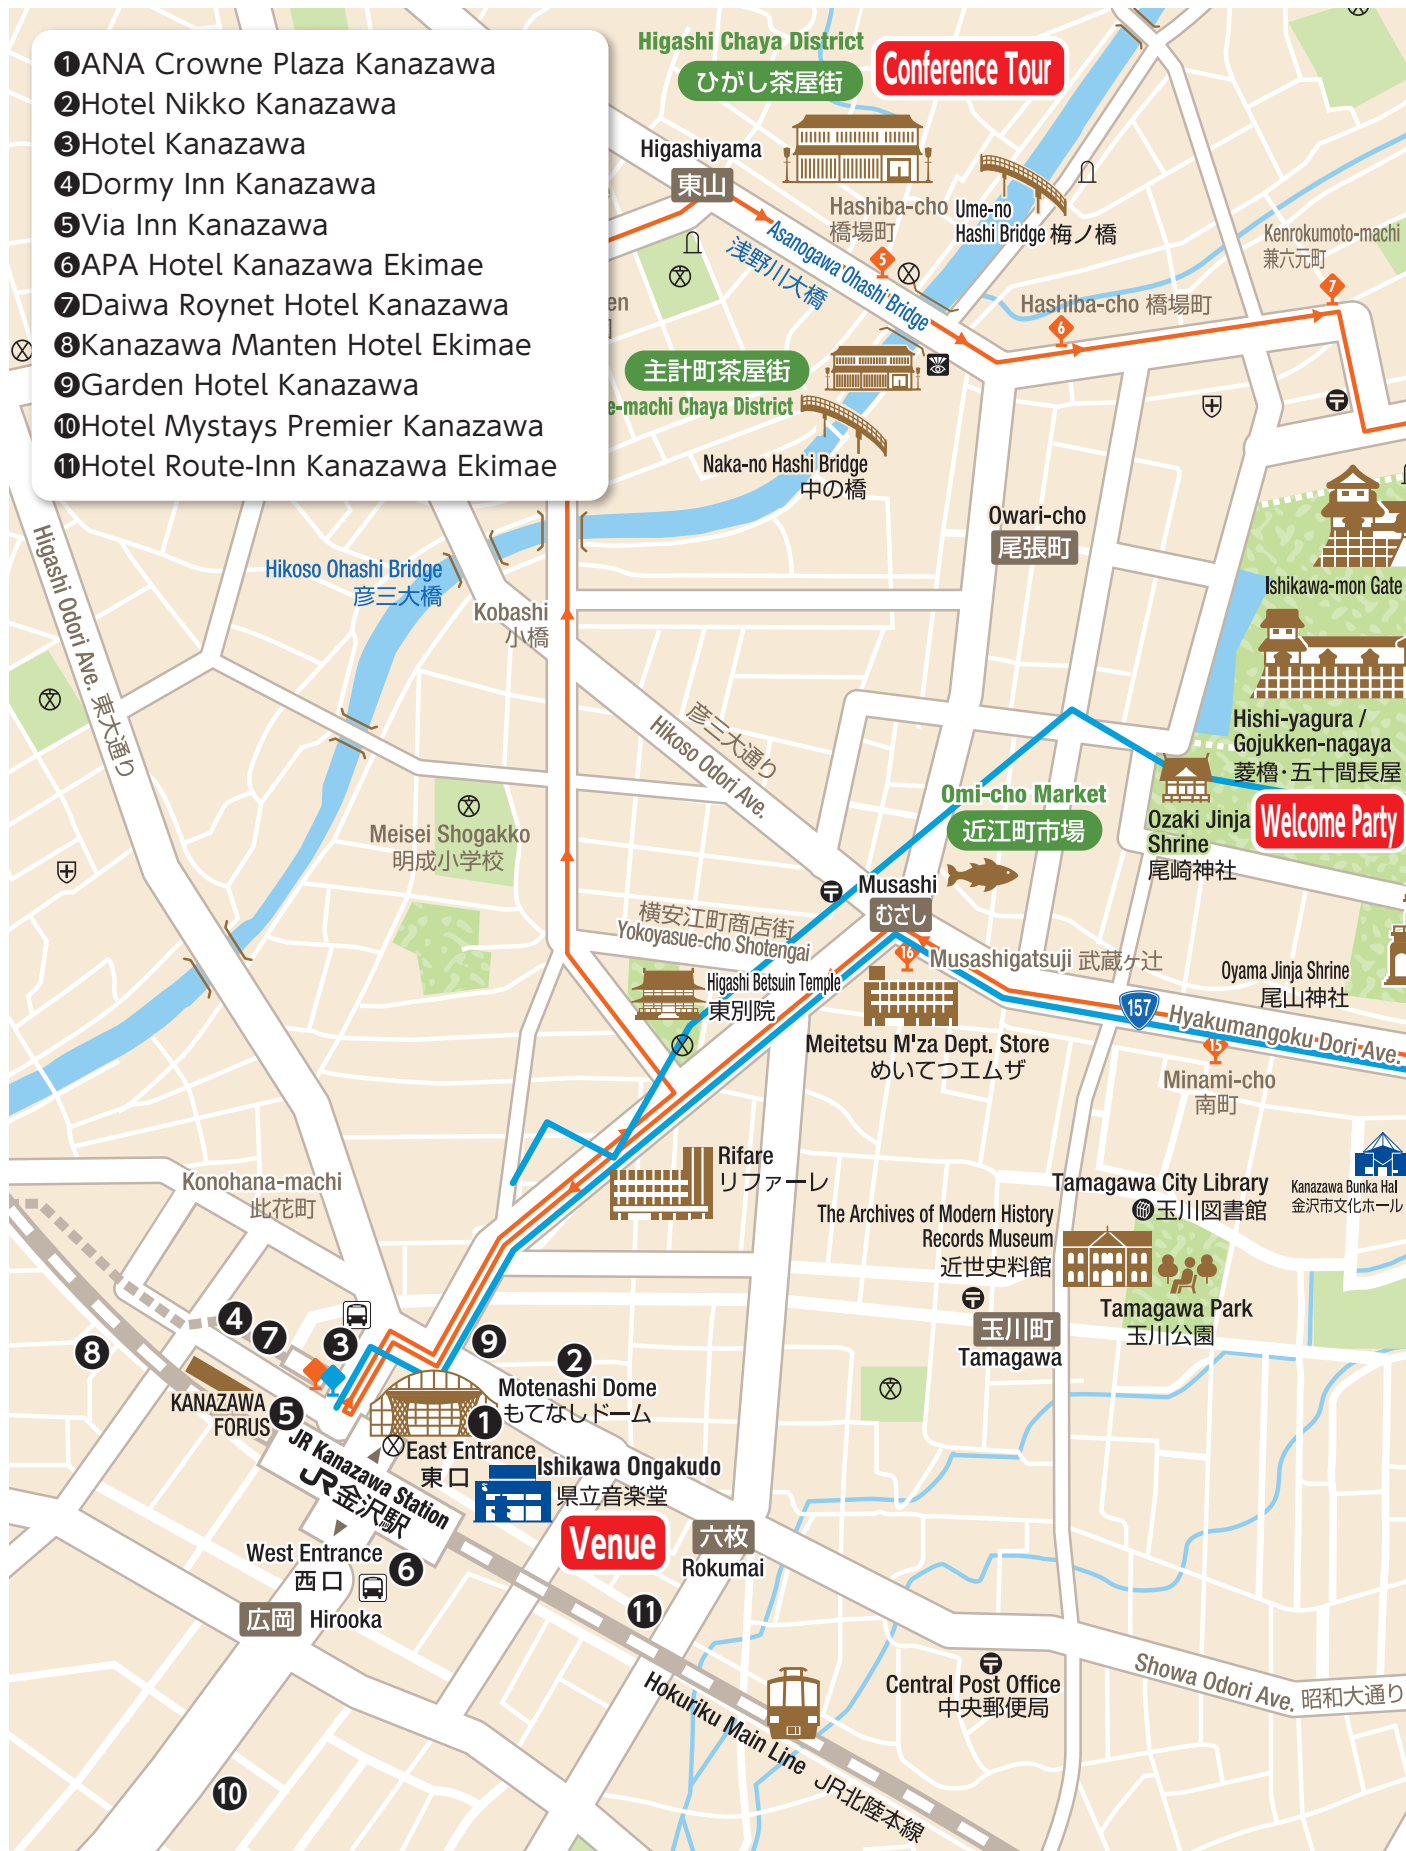 ❶ANA Crowne Plaza Kanazawa
❷Hotel Nikko Kanazawa
❸Hotel Kanazawa
❹Dormy Inn Kanazawa
❺Via Inn Kanazawa
❻APA Hotel Kanazawa Ekimae
❼Daiwa Roynet Hotel Kanazawa
❽Kanazawa Manten Hotel Ekimae
❾Garden Hotel Kanazawa
❿Hotel Mystays Premier Kanazawa
⓫Hotel Route-Inn Kanazawa Ekimae
Higashi Chaya District
ひがし茶屋街
Conference Tour
Higashiyama
東山
Hashiba-cho
橋場町
5
Ume-no
Hashi Bridge 梅ノ橋
Kenrokumoto-machi
兼六元町
7
Asanogawa Ohashi Bridge
浅野川大橋
Hashiba-cho 橋場町
6
en
主計町茶屋街
e-machi Chaya District
Naka-no Hashi Bridge
中の橋
Owari-cho
尾張町
Ishikawa-mon Gate
Higashi Odori Ave. 東大通り
Hikoso Ohashi Bridge
彦三大橋
Kobashi
小橋
彦三大通り
Hikoso Odori Ave.
Hishi-yagura /
Gojukken-nagaya
菱櫓・五十間長屋
Omi-cho Market
近江町市場
Ozaki Jinja
Shrine
尾崎神社
Welcome Party
Meisei Shogakko
明成小学校
Musashi
むさし
横安江町商店街
Yokoyasue-cho Shotengai
16
Musashigatsuji 武蔵ヶ辻
Higashi Betsuin Temple
東別院
Oyama Jinja Shrine
尾山神社
157
Hyakumangoku Dori Ave.
Meitetsu M'za Dept. Store
めいてつエムザ
15
Minami-cho
南町
Rifare
リファーレ
Konohana-machi
此花町
Tamagawa City Library
玉川図書館
Kanazawa Bunka Hal
金沢市文化ホール
The Archives of Modern History
Records Museum
近世史料館
Tamagawa Park
玉川公園
玉川町
Tamagawa
❹
❼
❸
❽
❾
❷
Motenashi Dome
もてなしドーム
KANAZAWA
FORUS
❺
❶
JR Kanazawa Station
JR金沢駅
East Entrance
東口
Ishikawa Ongakudo
県立音楽堂
Venue
六枚
Rokumai
West Entrance
西口
❻
広岡 Hirooka
⓫
Hokuriku Main Line JR北陸本線
Central Post Office
中央郵便局
Showa Odori Ave. 昭和大通り
❿